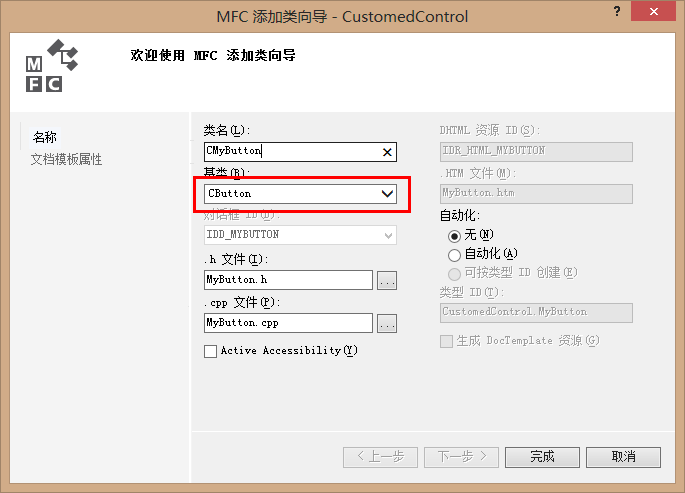 MFC 添加类向导 - CustomedControl
?
M
F C
欢迎使用 MFC 添加类向导
名称
文档模板属性
类名(L):
CMyButton
基类(B):
CButton
对话框 ID(D):
IDD_MYBUTTON
.h 文件(I):
MyButton.h
...
.cpp 文件(P):
MyButton.cpp
...
Active Accessibility(Y)
DHTML 资源 ID(S):
IDR_HTML_MYBUTTON
.HTM 文件(M):
MyButton.htm
自动化:
无(N)
自动化(A)
可按类型 ID 创建(E)
类型 ID(T):
CustomedControl.MyButton
生成 DocTemplate 资源(G)
< 上一步
下一步 >
完成
取消